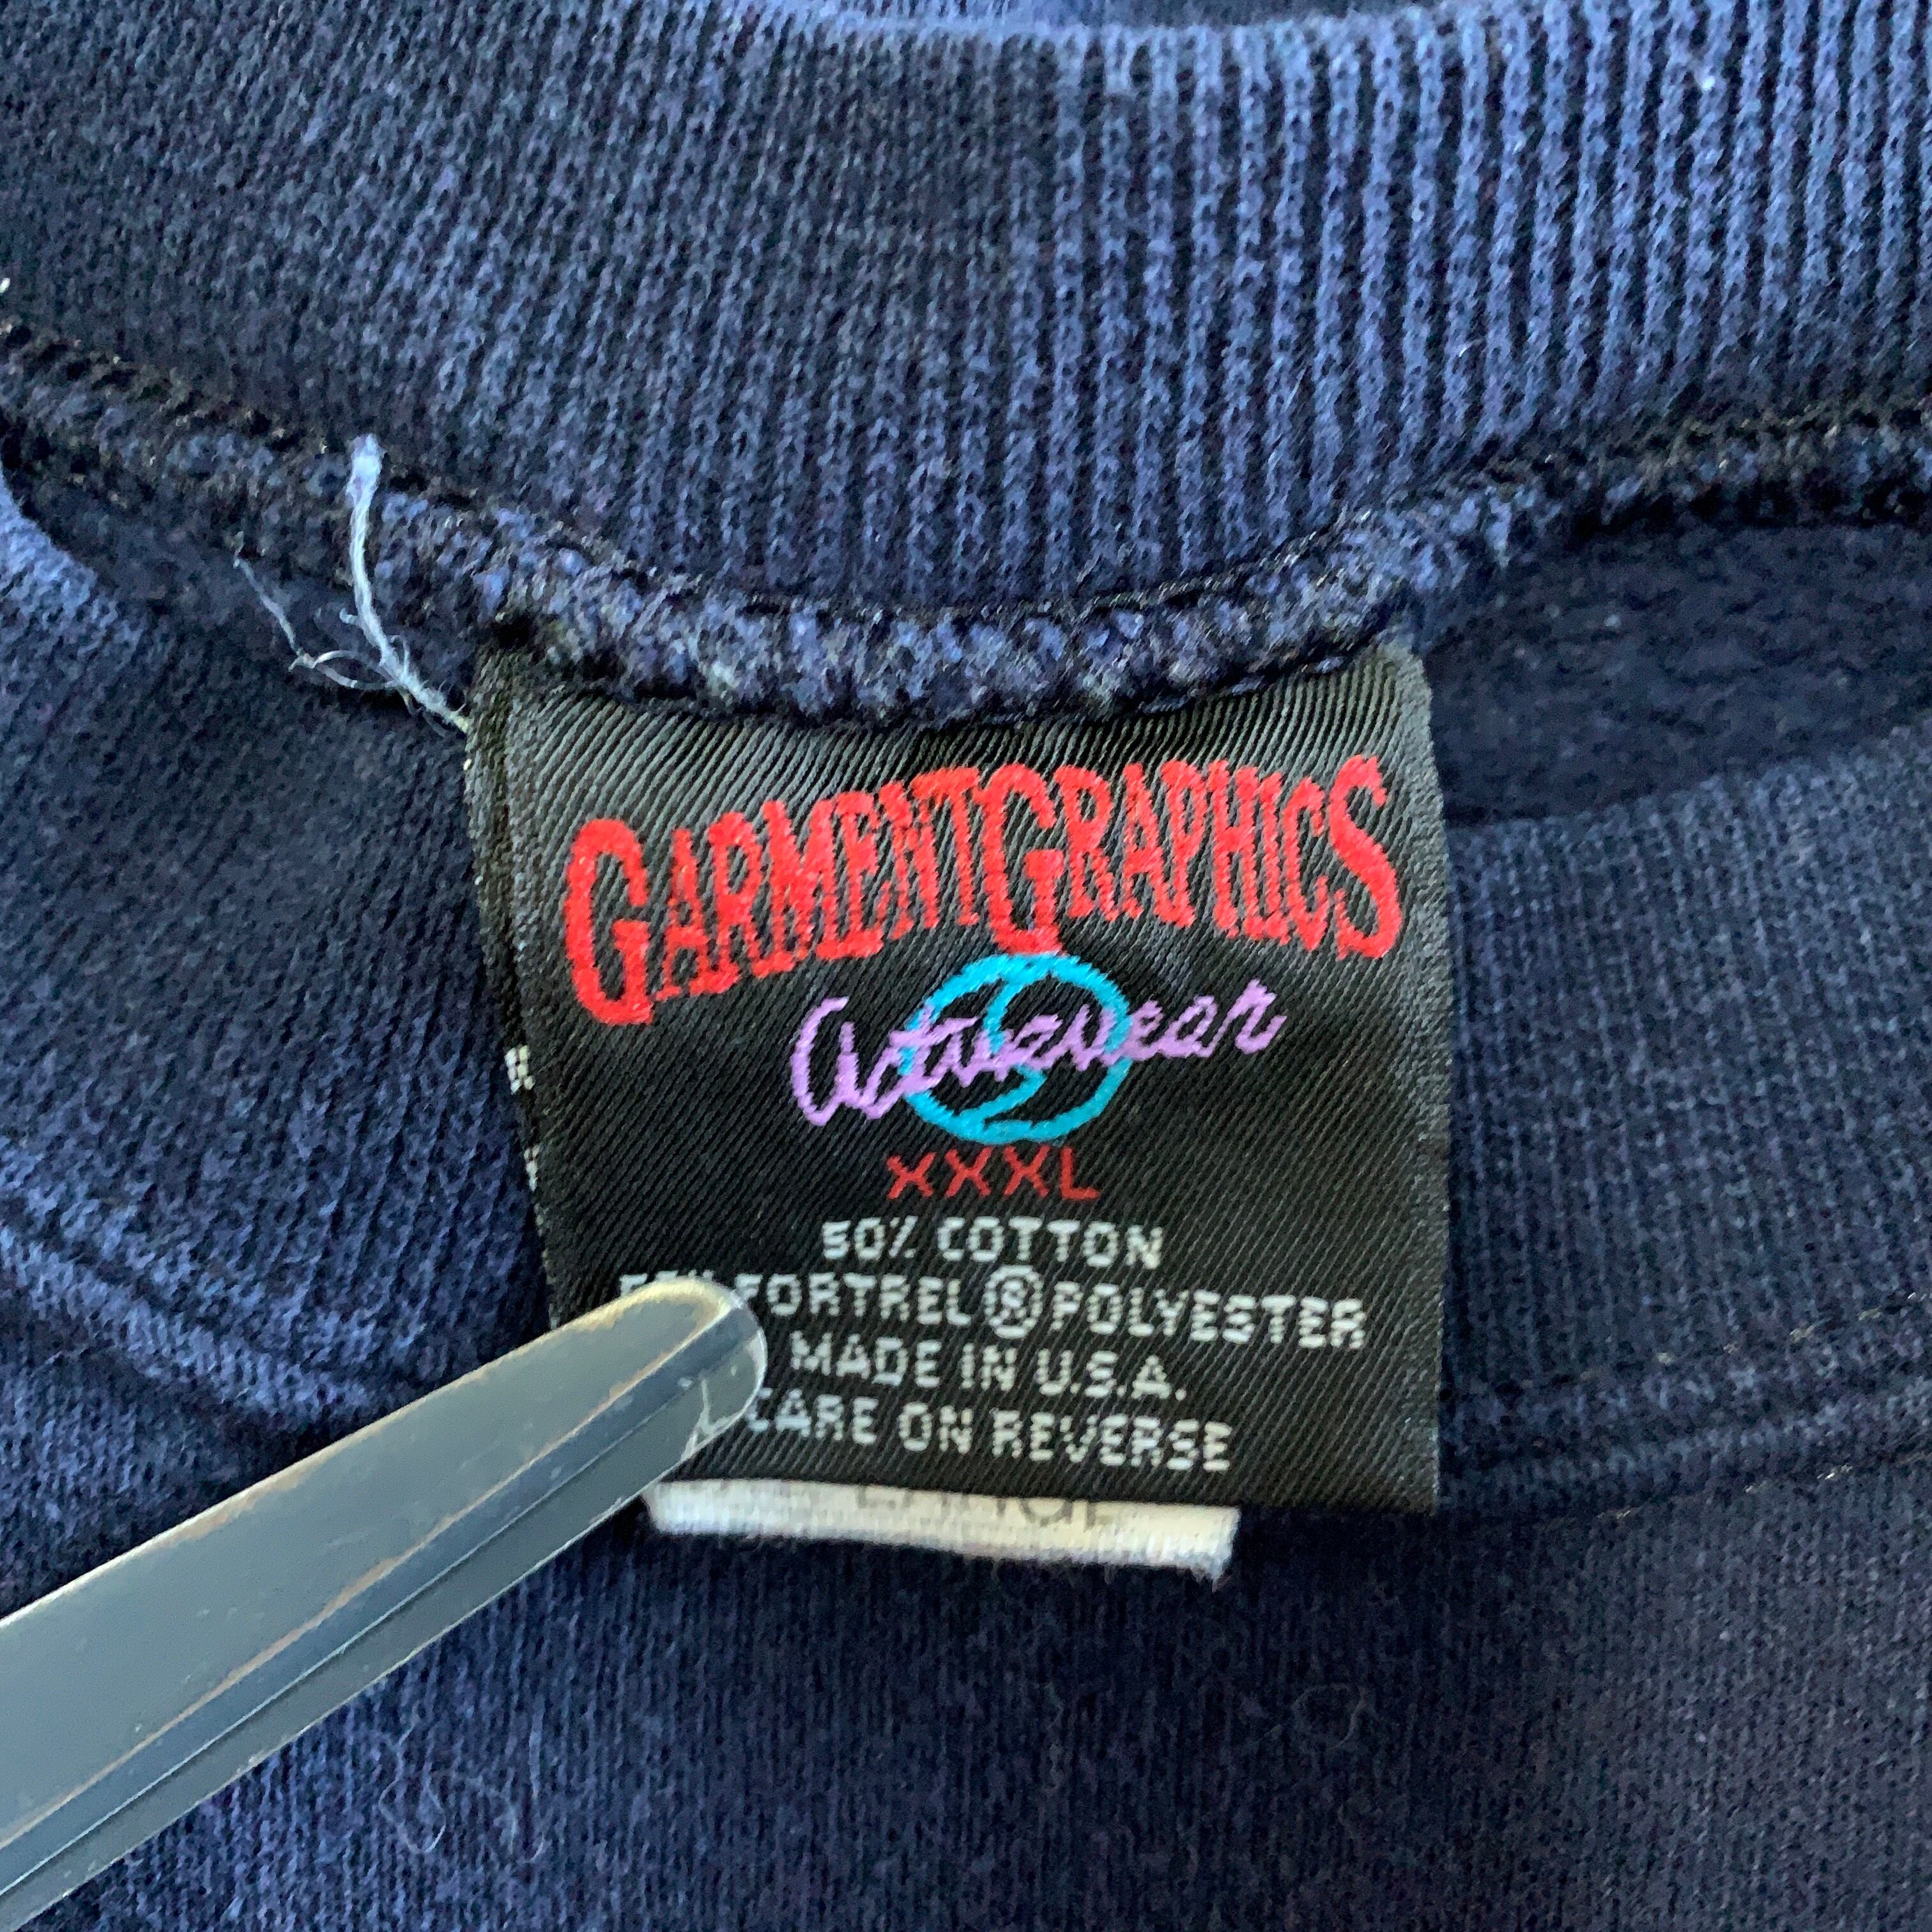 GARMENTGRAPHICS
Activewear
XXXL
50% COTTON
FORTREL ® POLYESTER
MADE IN U.S.A.
CARE ON REVERSE